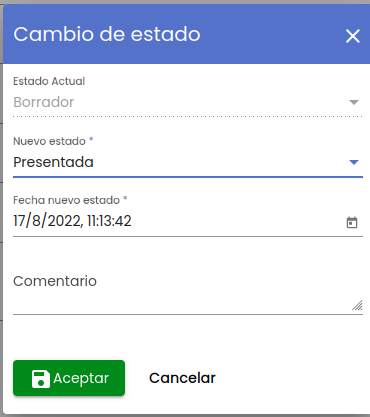 Cambio de estado
Estado Actual
Borrador
Nuevo estado *
Presentada
Fecha nuevo estado *
17/8/2022, 11:13:42
Comentario
Aceptar Cancelar